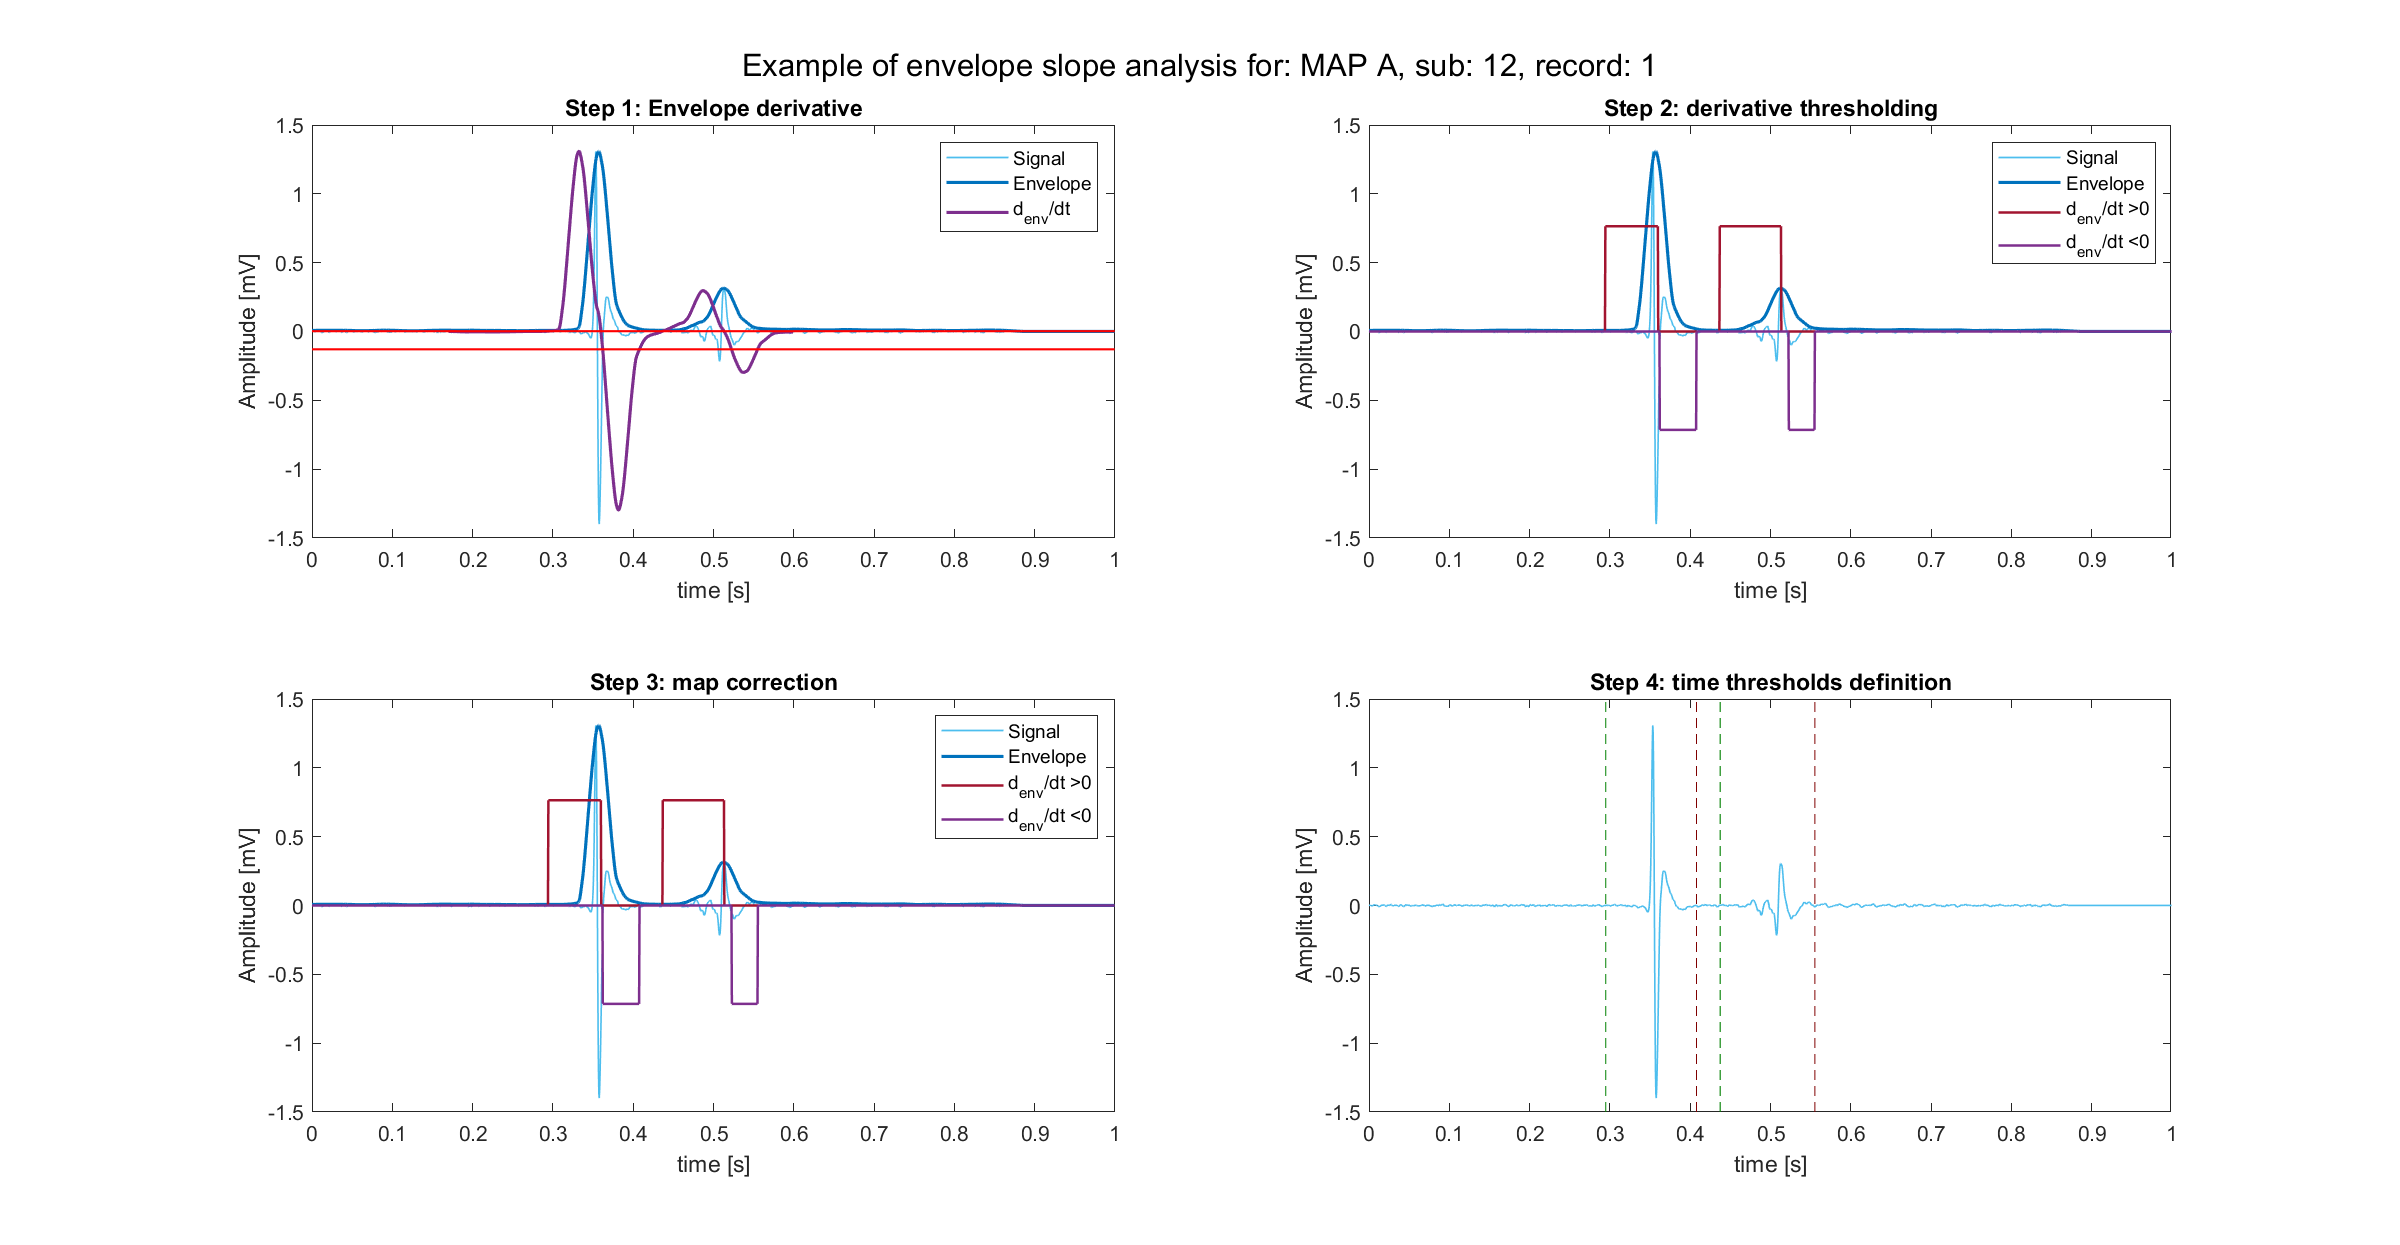 Example of envelope slope analysis for: MAP A, sub: 12, record: 1
Step 1: Envelope derivative
1.5
1
0.5
0
-0.5
-1
-1.5
Amplitude [mV]
0 0.1 0.2 0.3 0.4 0.5 0.6 0.7 0.8 0.9 1
time [s]
Signal
Envelope
d_env/dt
Step 2: derivative thresholding
1.5
1
0.5
0
-0.5
-1
-1.5
Amplitude [mV]
0 0.1 0.2 0.3 0.4 0.5 0.6 0.7 0.8 0.9 1
time [s]
Signal
Envelope
d_env/dt >0
d_env/dt <0
Step 3: map correction
1.5
1
0.5
0
-0.5
-1
-1.5
Amplitude [mV]
0 0.1 0.2 0.3 0.4 0.5 0.6 0.7 0.8 0.9 1
time [s]
Signal
Envelope
d_env/dt >0
d_env/dt <0
Step 4: time thresholds definition
1.5
1
0.5
0
-0.5
-1
-1.5
Amplitude [mV]
0 0.1 0.2 0.3 0.4 0.5 0.6 0.7 0.8 0.9 1
time [s]